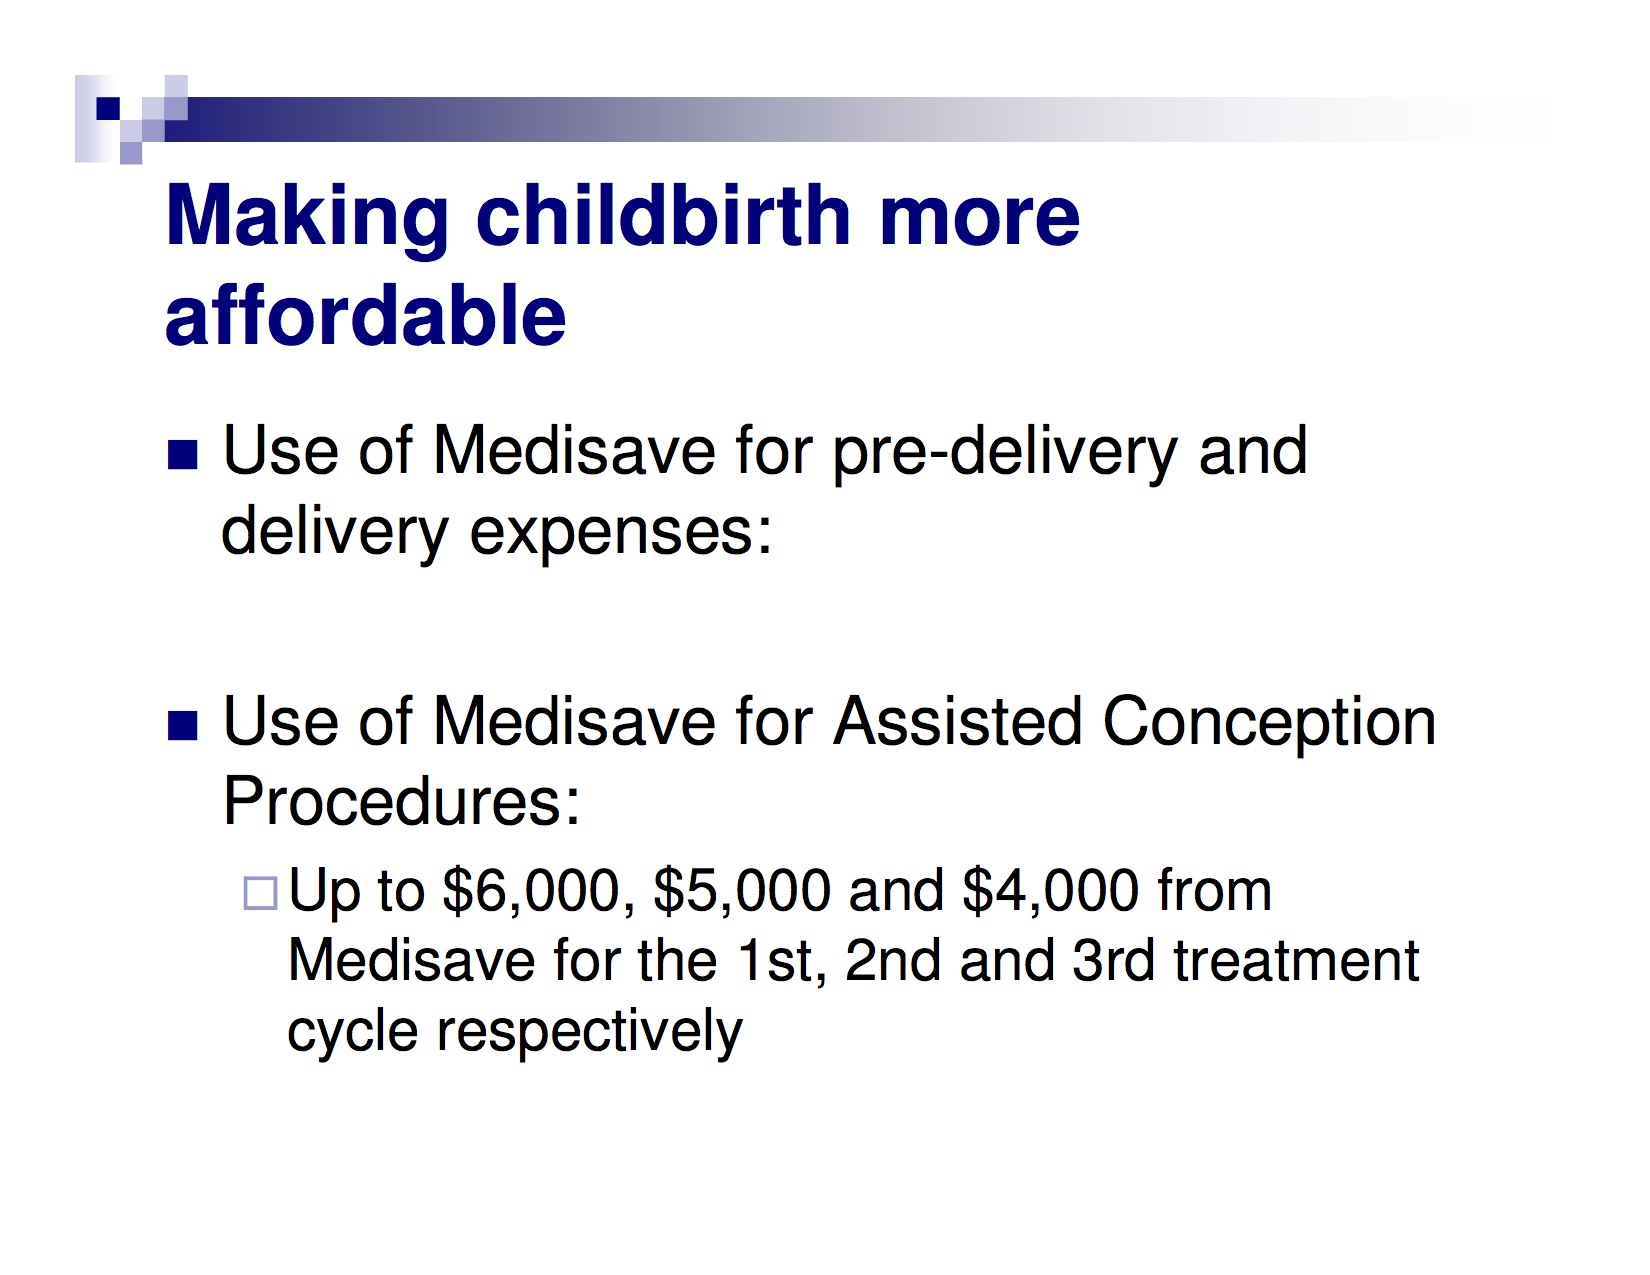 Making childbirth more
affordable
Use of Medisave for pre-delivery and
delivery expenses:
Use of Medisave for Assisted Conception
Procedures:
Up to $6,000, $5,000 and $4,000 from
Medisave for the 1st, 2nd and 3rd treatment
cycle respectively